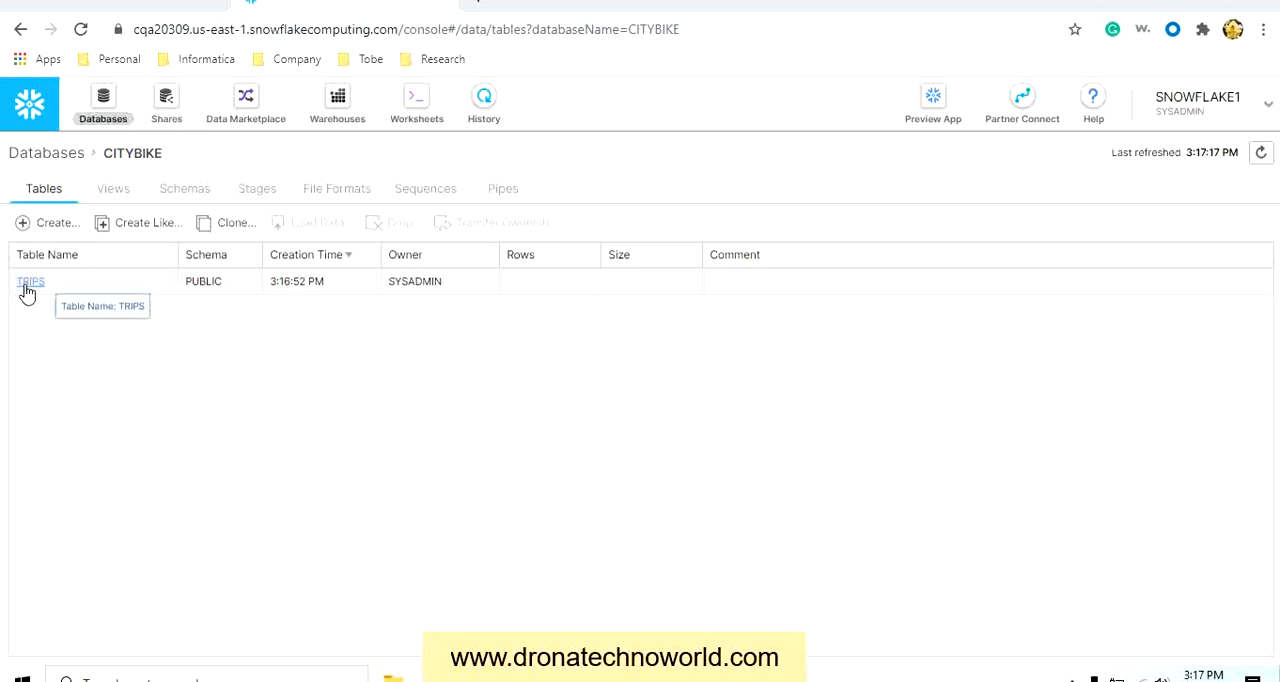 cqa20309.us-east-1.snowflakecomputing.com/console#/data/tables?databaseName=CITYBIKE
Apps Personal Informatica Company Tobe Research
Databases Shares Data Marketplace Warehouses Worksheets History Preview App Partner Connect Help SNOWFLAKE1
SYSADMIN
Databases > CITYBIKE Last refreshed 3:17:17 PM
Tables Views Schemas Stages File Formats Sequences Pipes
Create... Create Like... Clone... Load Data Drop Transfer Ownership
Table Name Schema Creation Time Owner Rows Size Comment
TRIPS PUBLIC 3:16:52 PM SYSADMIN
Table Name: TRIPS
www.dronatechnoworld.com
3:17 PM